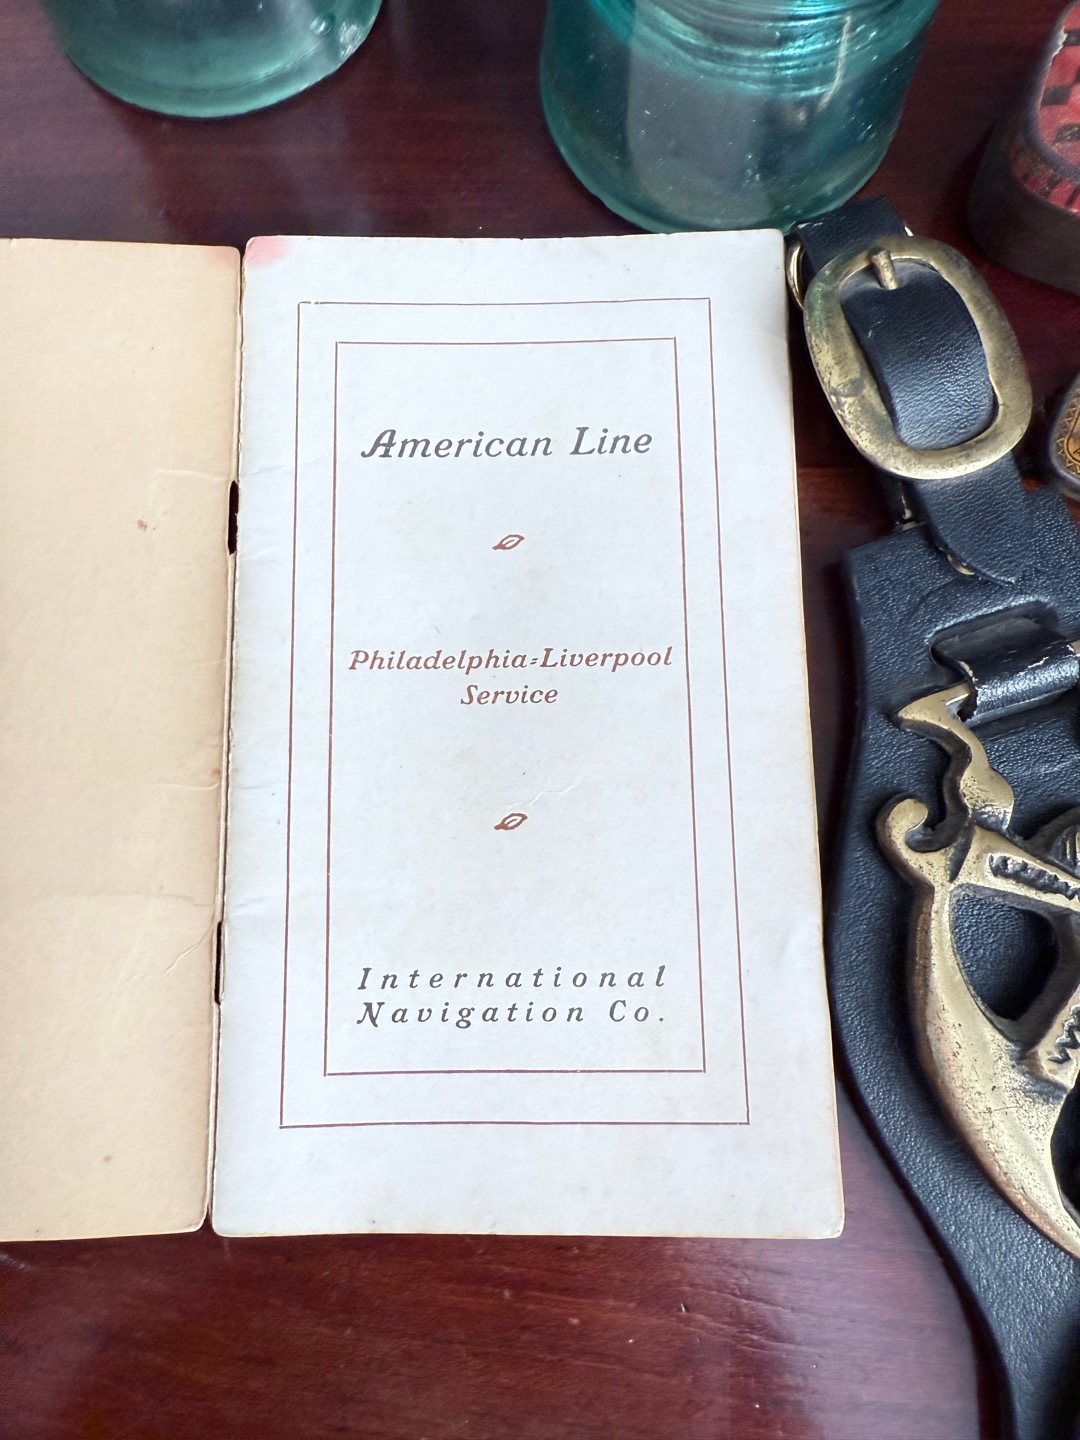 American Line
Philadelphia-Liverpool
Service
International
Navigation Co.